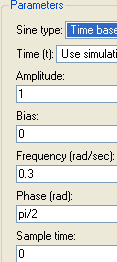 Parameters
Sine type: Time base
Time (t): Use simulati
Amplitude:
1
Bias:
0
Frequency (rad/sec):
0.3
Phase (rad):
pi/2
Sample time:
0